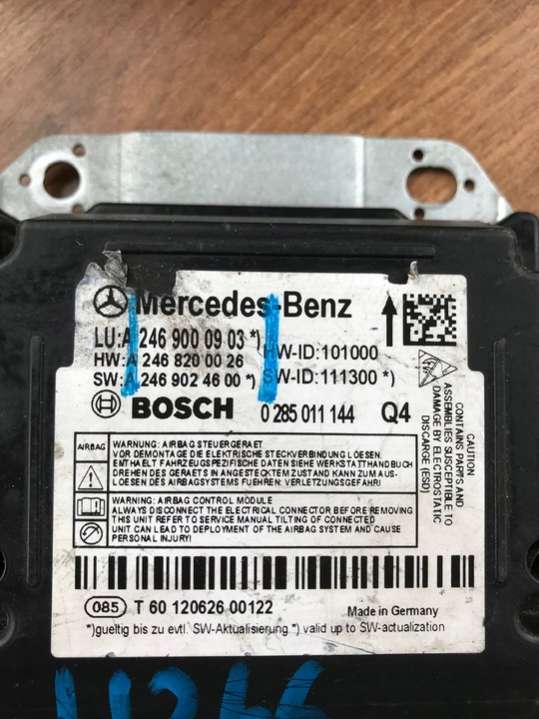 Mercedes-Benz
LU:A 246 900 09 03 *) HW-ID:101000
HW:A 246 820 00 26
SW:A 246 902 46 00 *) SW-ID:111300 *)
BOSCH 0 285 011 144 Q4
CONTAINS PARTS AND
ASSEMBLIES SUSCEPTIBLE TO
DAMAGE BY ELECTROSTATIC
DISCHARGE (ESD)
AIRBAG
WARNUNG: AIRBAG STEUERGERAET
VOR DEMONTAGE DIE ELEKTRISCHE STECKVERBINDUNG LOESEN.
ENTHAELT FAHRZEUGSPEZIFISCHE DATEN SIEHE WERKSTATTHANDBUCH
DREHEN DES GERAETS IN ANGESTECKTEM ZUSTAND KANN ZUM AUS-
LOESEN DES AIRBAGSYSTEMS FUEHREN: VERLETZUNGSGEFAHR!
WARNING: AIRBAG CONTROL MODULE
ALWAYS DISCONNECT THE ELECTRICAL CONNECTOR BEFORE REMOVING
THIS UNIT REFER TO SERVICE MANUAL TILTING OF CONNECTED
UNIT CAN LEAD TO DEPLOYMENT OF THE AIRBAG SYSTEM AND CAUSE
PERSONAL INJURY!
085 T 60 120626 00122 Made in Germany
*)gueltig bis zu evtl. SW-Aktualisierung *) valid up to SW-actualization